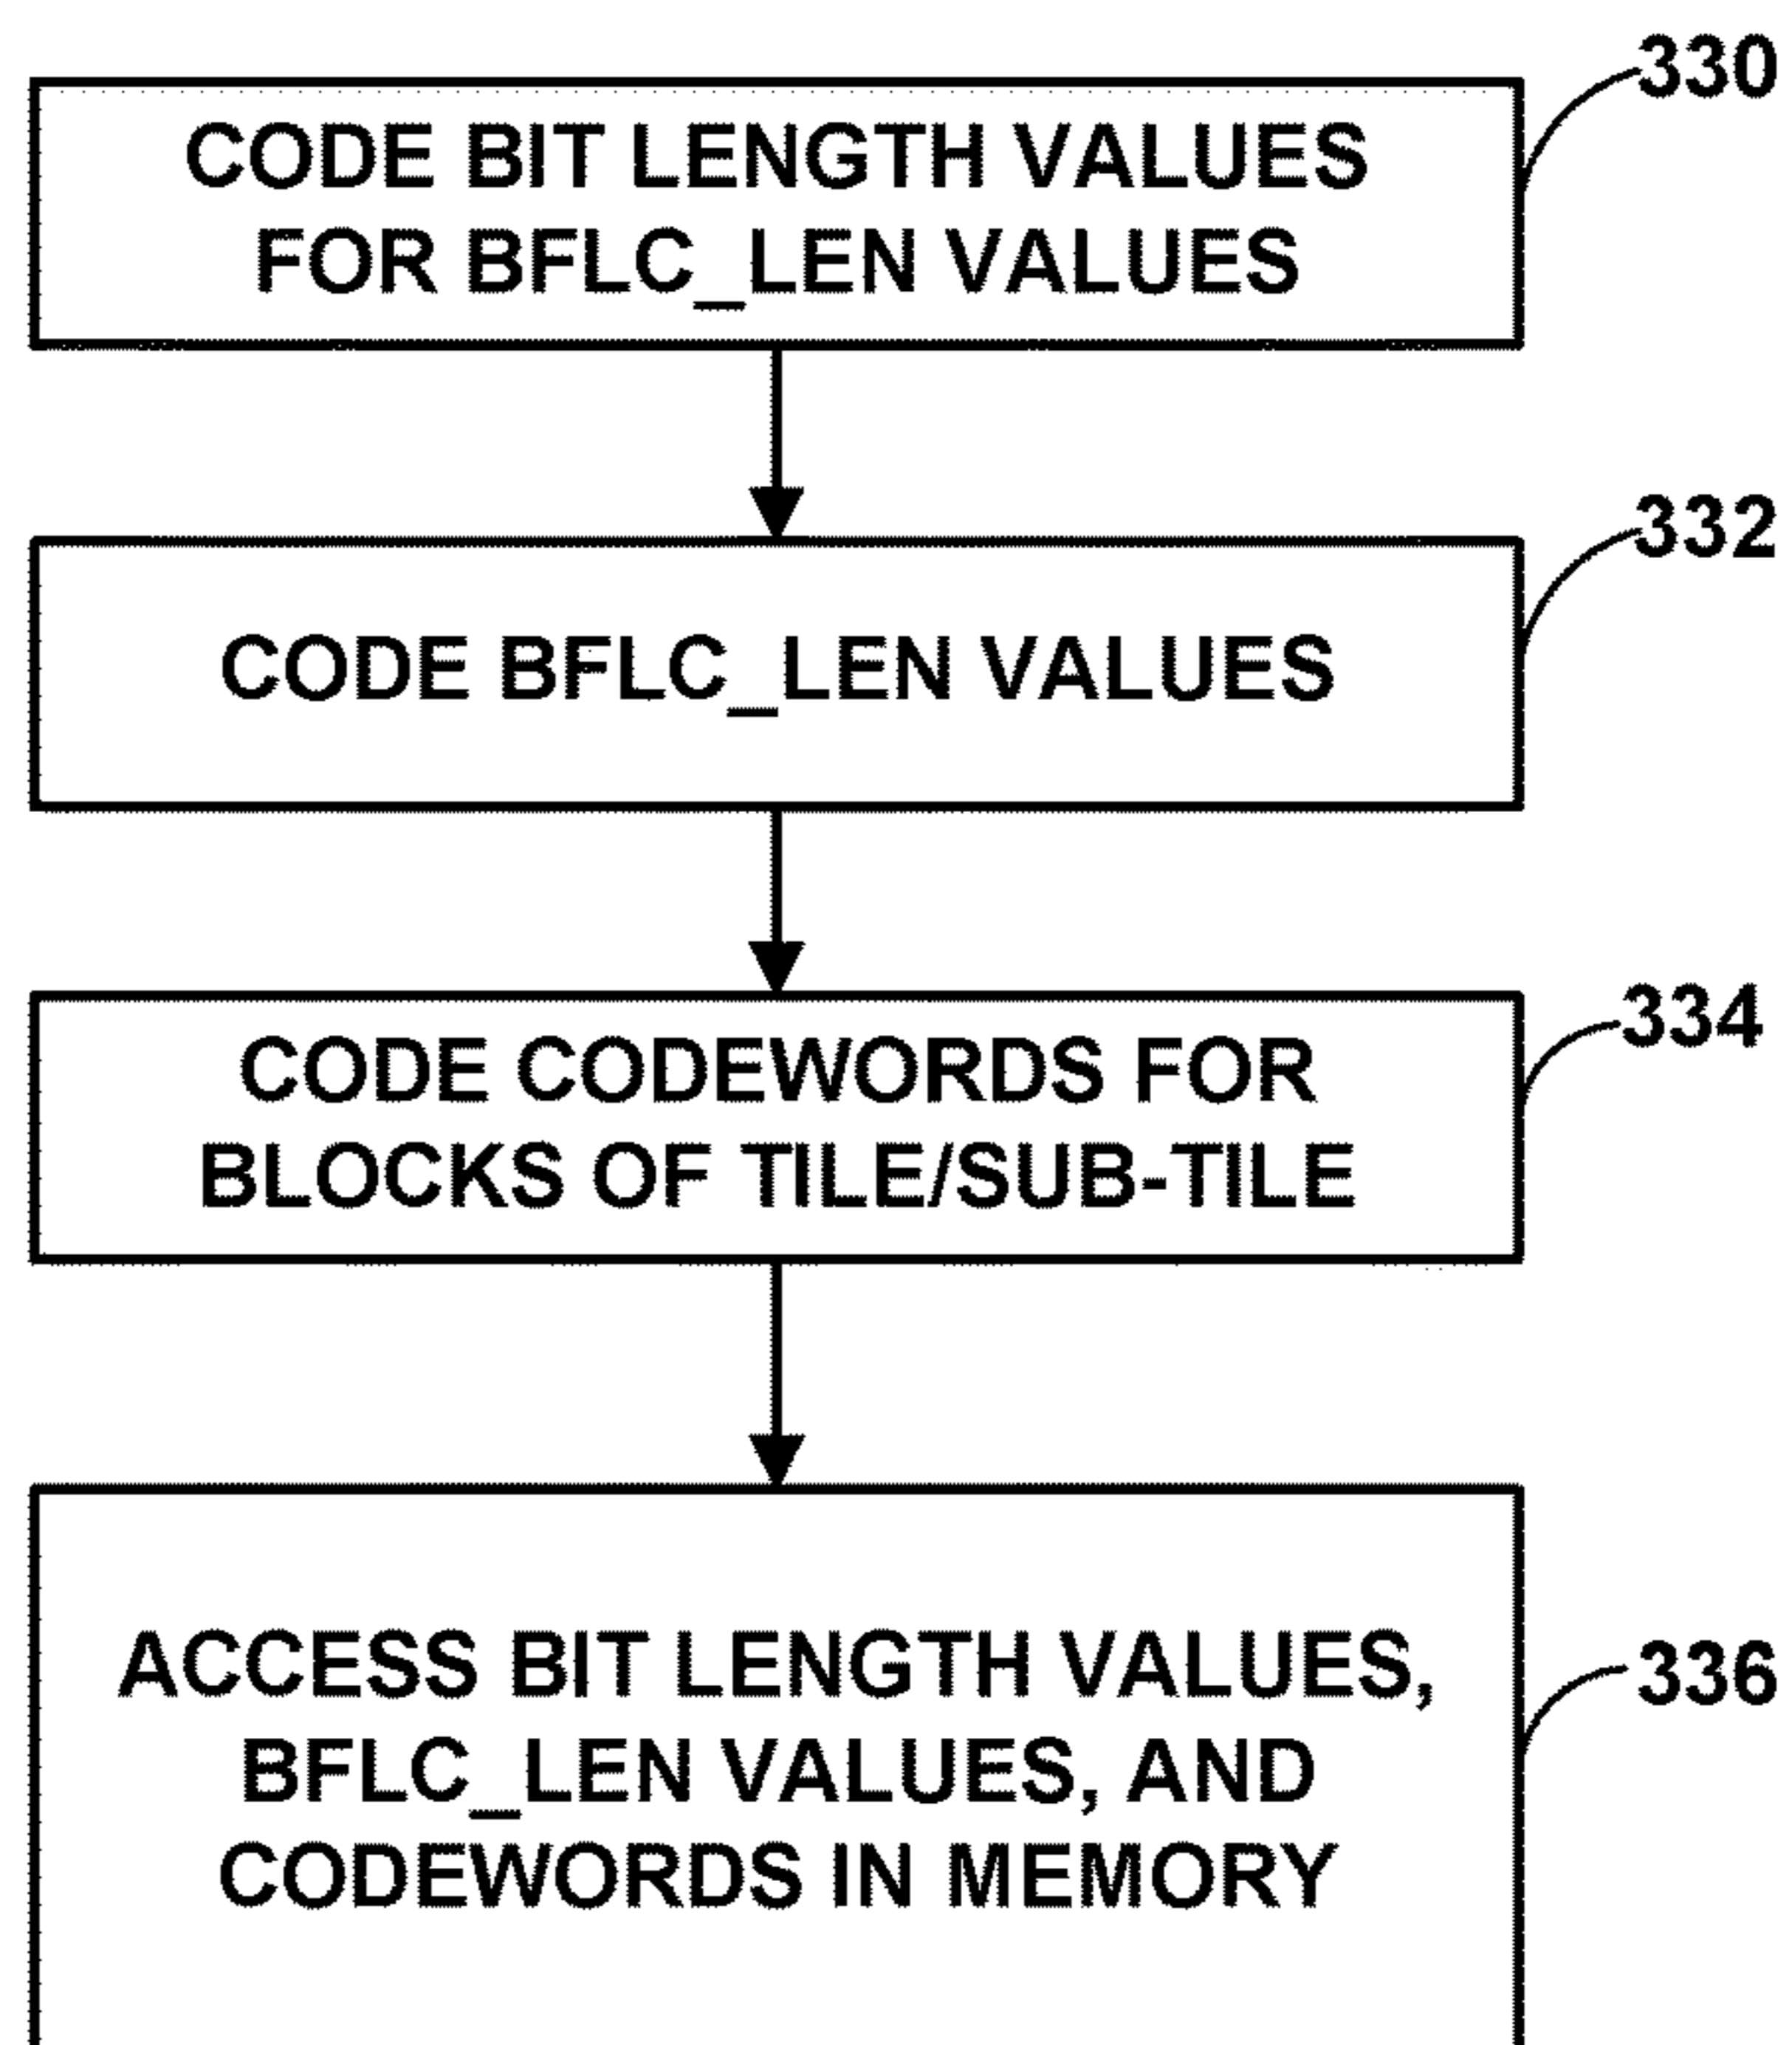 330
CODE BIT LENGTH VALUES
FOR BFLC_LEN VALUES
332
CODE BFLC_LEN VALUES
334
CODE CODEWORDS FOR
BLOCKS OF TILE/SUB-TILE
336
ACCESS BIT LENGTH VALUES,
BFLC_LEN VALUES, AND
CODEWORDS IN MEMORY